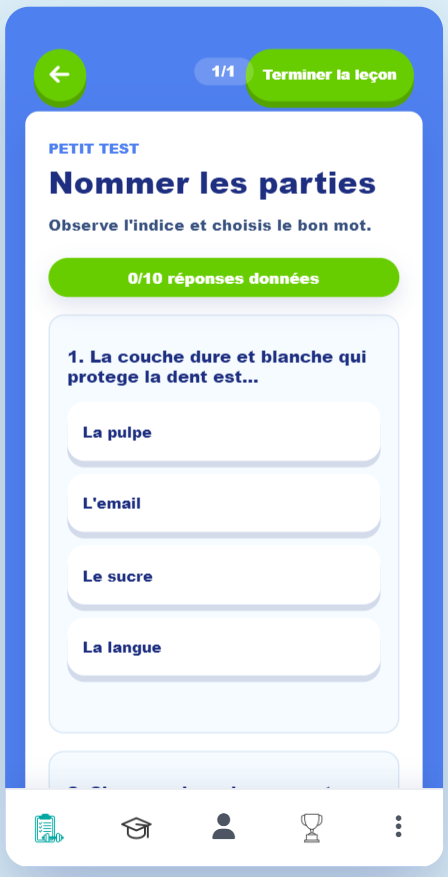 1/1
Terminer la leçon
PETIT TEST
Nommer les parties
Observe l'indice et choisis le bon mot.
0/10 réponses données
1. La couche dure et blanche qui
protege la dent est...
La pulpe
L'email
Le sucre
La langue